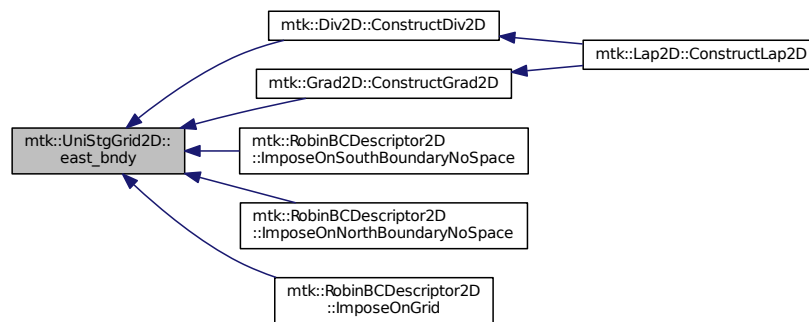 mtk::Div2D::ConstructDiv2D
mtk::Lap2D::ConstructLap2D
mtk::Grad2D::ConstructGrad2D
mtk::UniStgGrid2D::
east_bndy
mtk::RobinBCDescriptor2D
::ImposeOnSouthBoundaryNoSpace
mtk::RobinBCDescriptor2D
::ImposeOnNorthBoundaryNoSpace
mtk::RobinBCDescriptor2D
::ImposeOnGrid